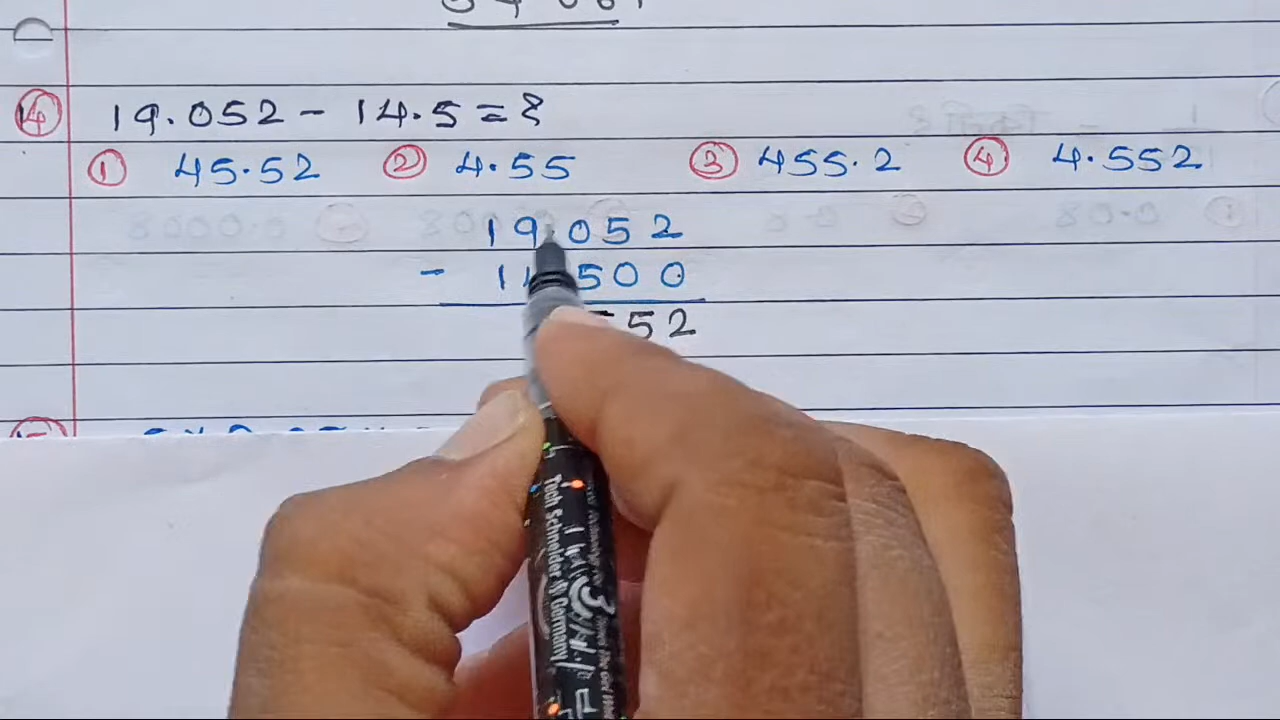 ④ 19.052 - 14.5 = ?
① 45.52 ② 4.55 ③ 455.2 ④ 4.552
19.052
- 14.500
552
Tech Schneider Germany